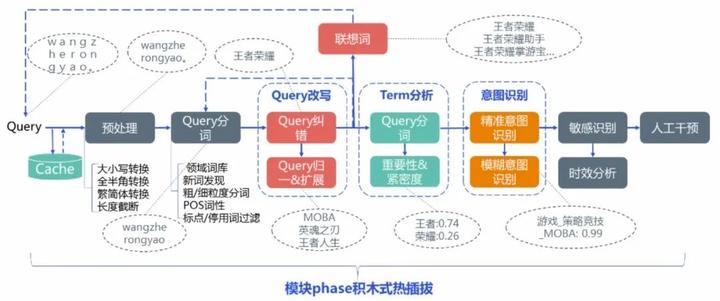 联想词
王者荣耀
王者荣耀助手
王者荣耀掌游宝...
w a n g z
h e r o n
g y a o 。
wangzhe
rongyao。
王者荣耀
Query改写
Term分析
意图识别
Query
预处理
Query分
词
Query纠
错
Query分
词
精准意图
识别
敏感识别
人工干预
Cache
大小写转换
全半角转换
繁简体转换
长度截断
领域词库
新词发现
粗/细粒度分词
POS词性
标点/停用词过滤
Query归
一&扩展
重要性&
紧密度
模糊意图
识别
时效分析
wangzhe
rongyao
MOBA
英魂之刃
王者人生
王者:0.74
荣耀:0.26
游戏_策略竞技
_MOBA: 0.99
模块phase积木式热插拔